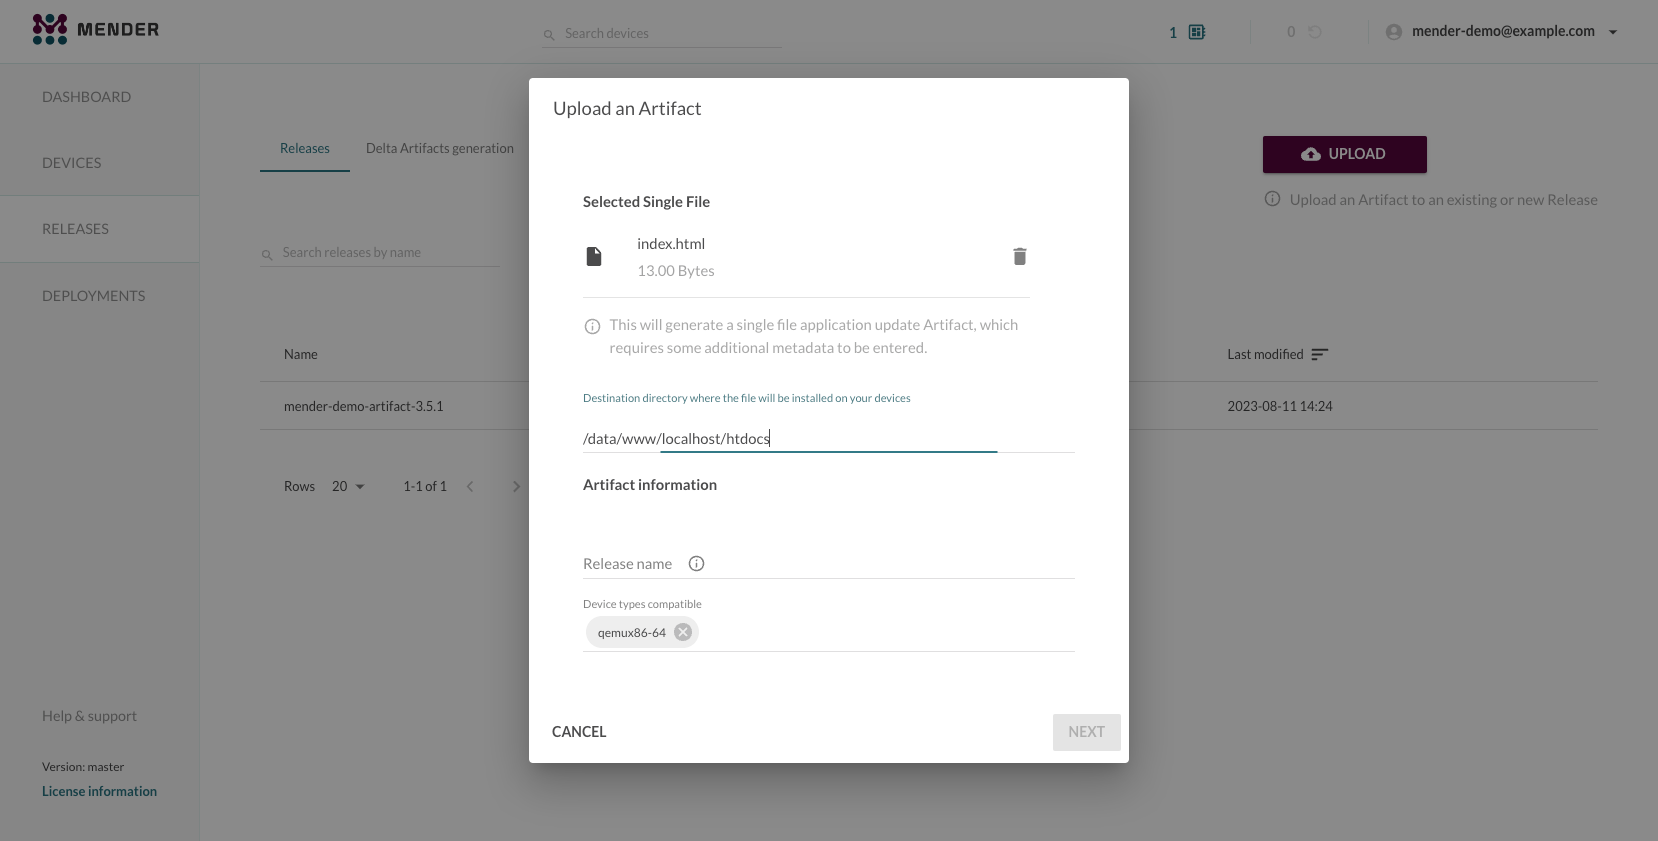 MENDER
Search devices
1
0
mender-demo@example.com
DASHBOARD
DEVICES
RELEASES
DEPLOYMENTS
Help & support
Version: master
License information
Releases
Delta Artifacts generation
UPLOAD
Upload an Artifact to an existing or new Release
Search releases by name
Name
Last modified
mender-demo-artifact-3.5.1
2023-08-11 14:24
Rows 20 1-1 of 1
Upload an Artifact
Selected Single File
index.html
13.00 Bytes
This will generate a single file application update Artifact, which
requires some additional metadata to be entered.
Destination directory where the file will be installed on your devices
/data/www/localhost/htdocs
Artifact information
Release name
Device types compatible
qemux86-64
CANCEL
NEXT